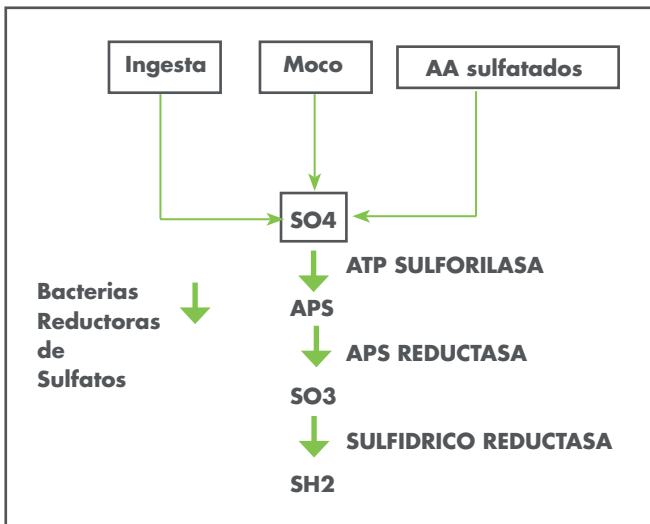 Ingesta
Moco
AA sulfatados
SO4
ATP SULFORILASA
Bacterias
Reductoras
de
Sulfatos
APS
APS REDUCTASA
SO3
SULFIDRICO REDUCTASA
SH2